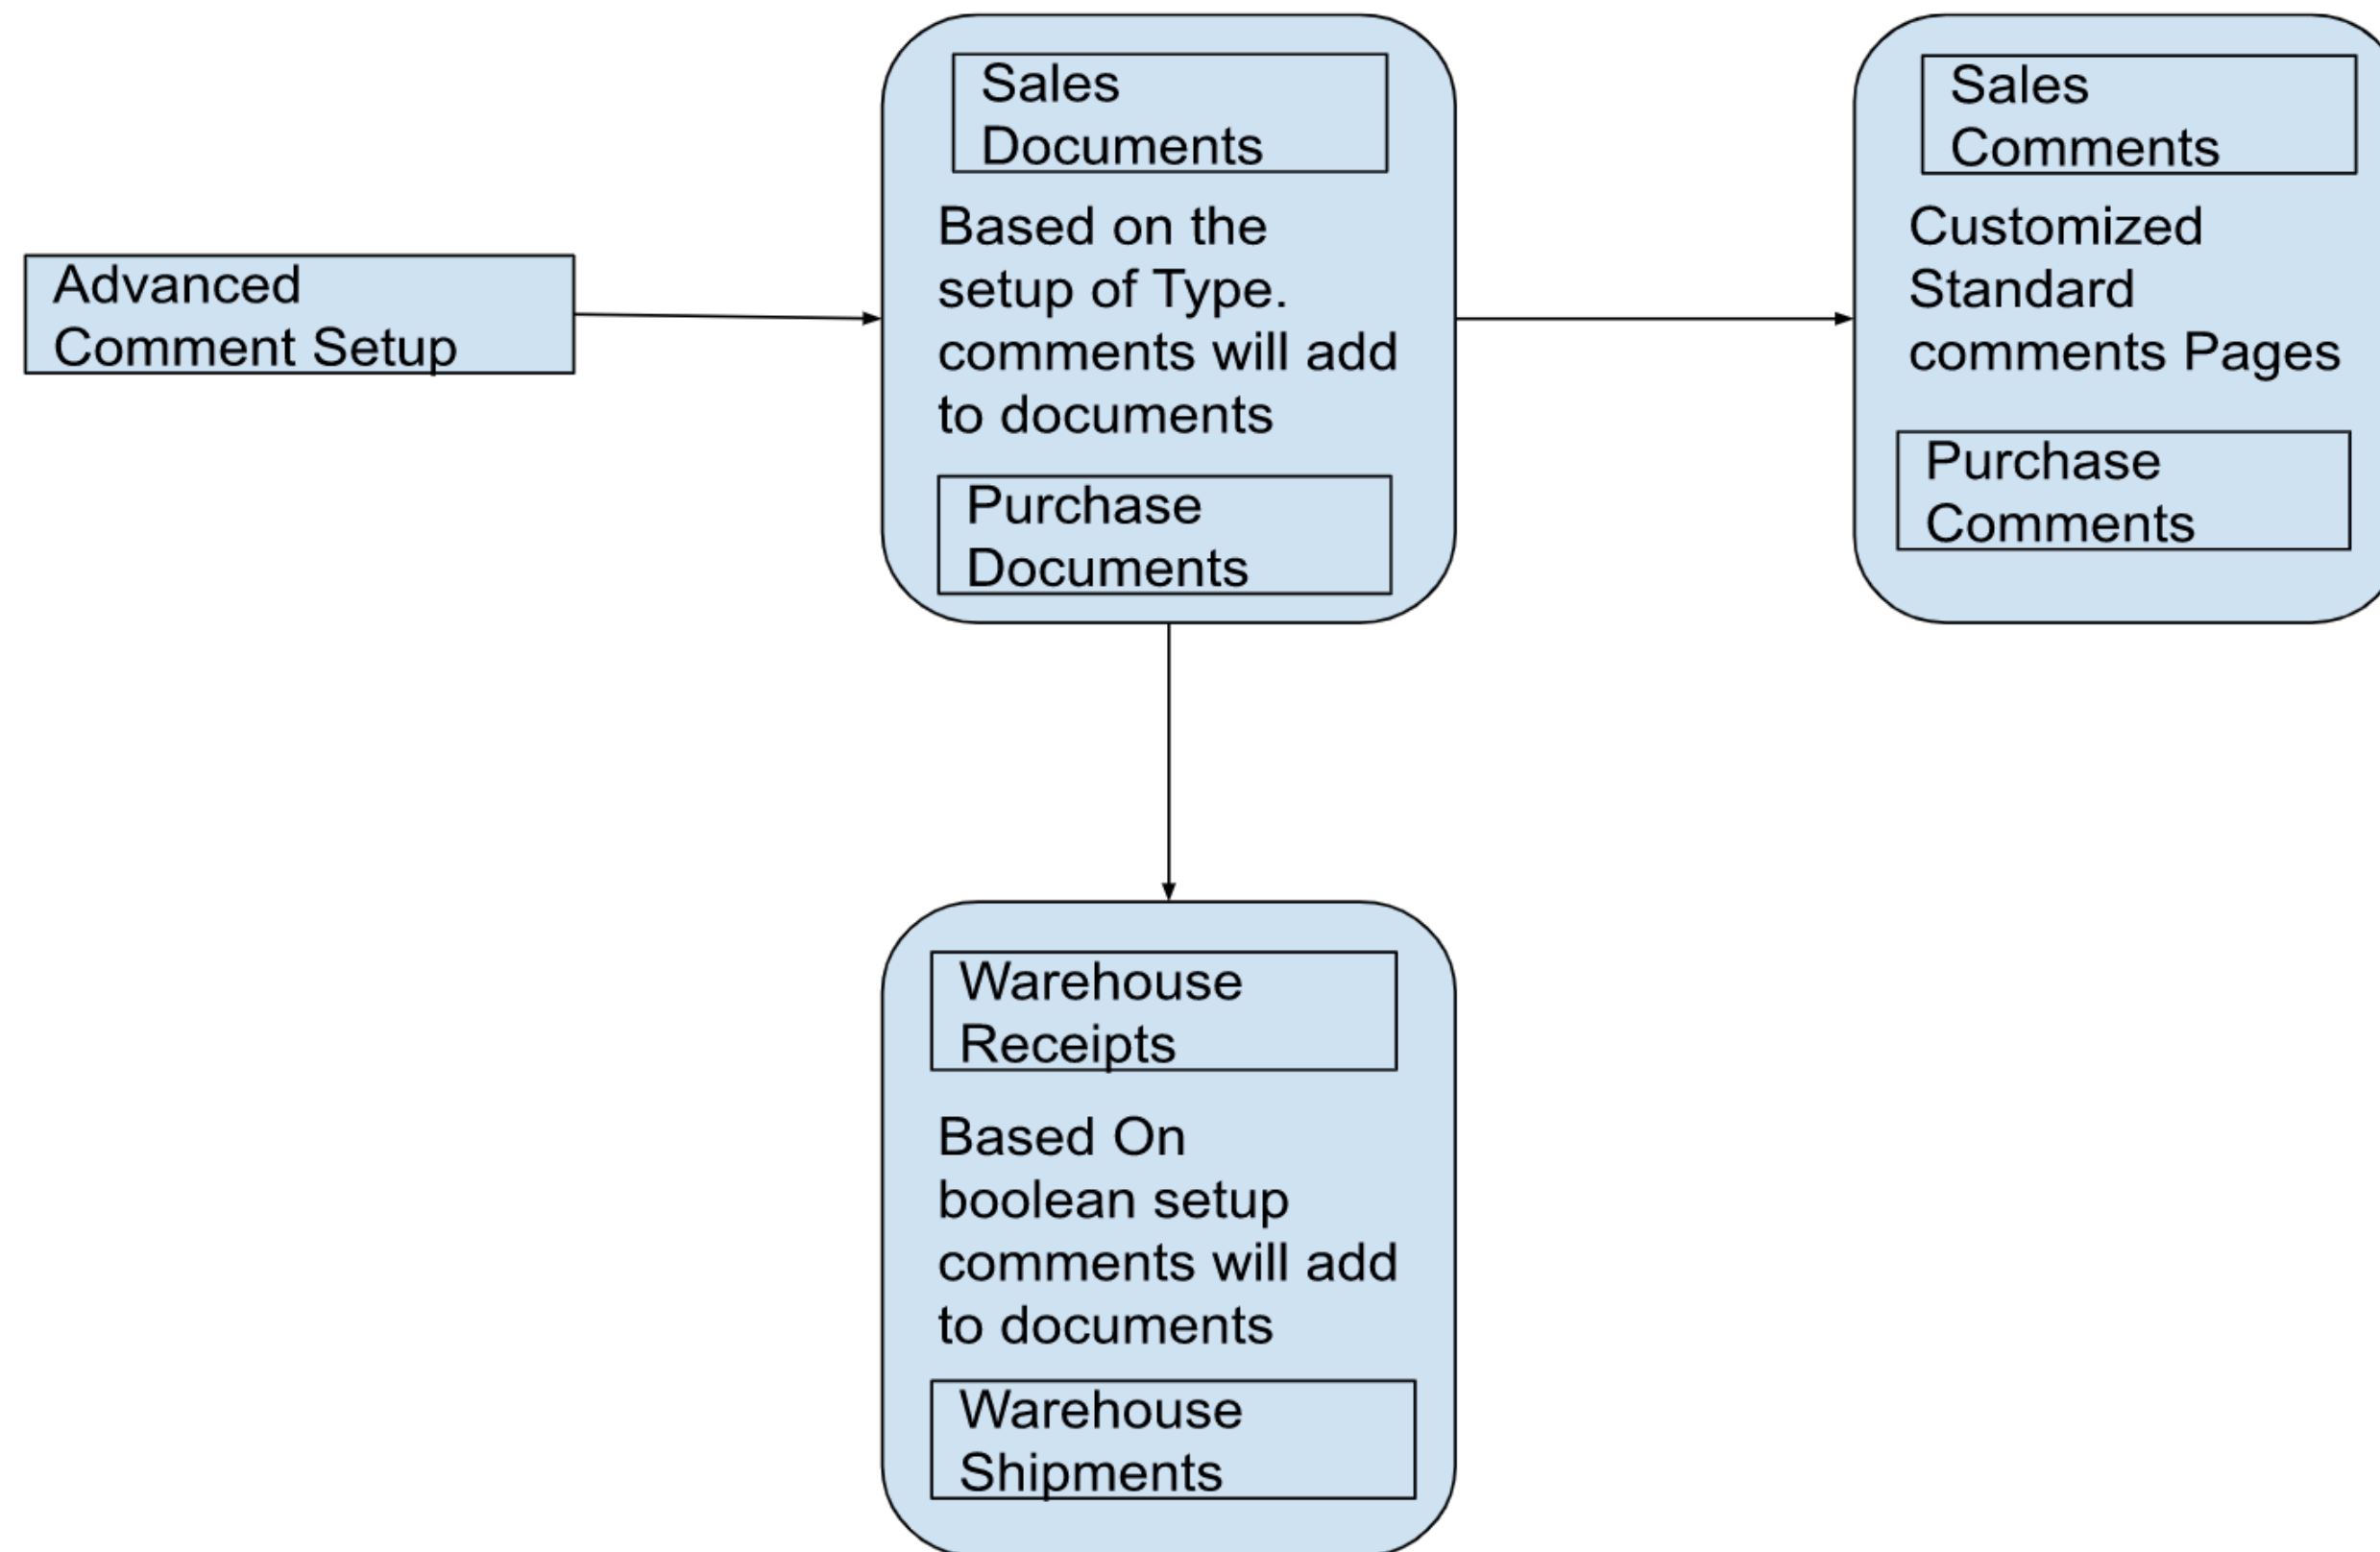 Advanced
Comment Setup
Sales
Documents
Based on the
setup of Type.
comments will add
to documents
Purchase
Documents
Sales
Comments
Customized
Standard
comments Pages
Purchase
Comments
Warehouse
Receipts
Based On
boolean setup
comments will add
to documents
Warehouse
Shipments